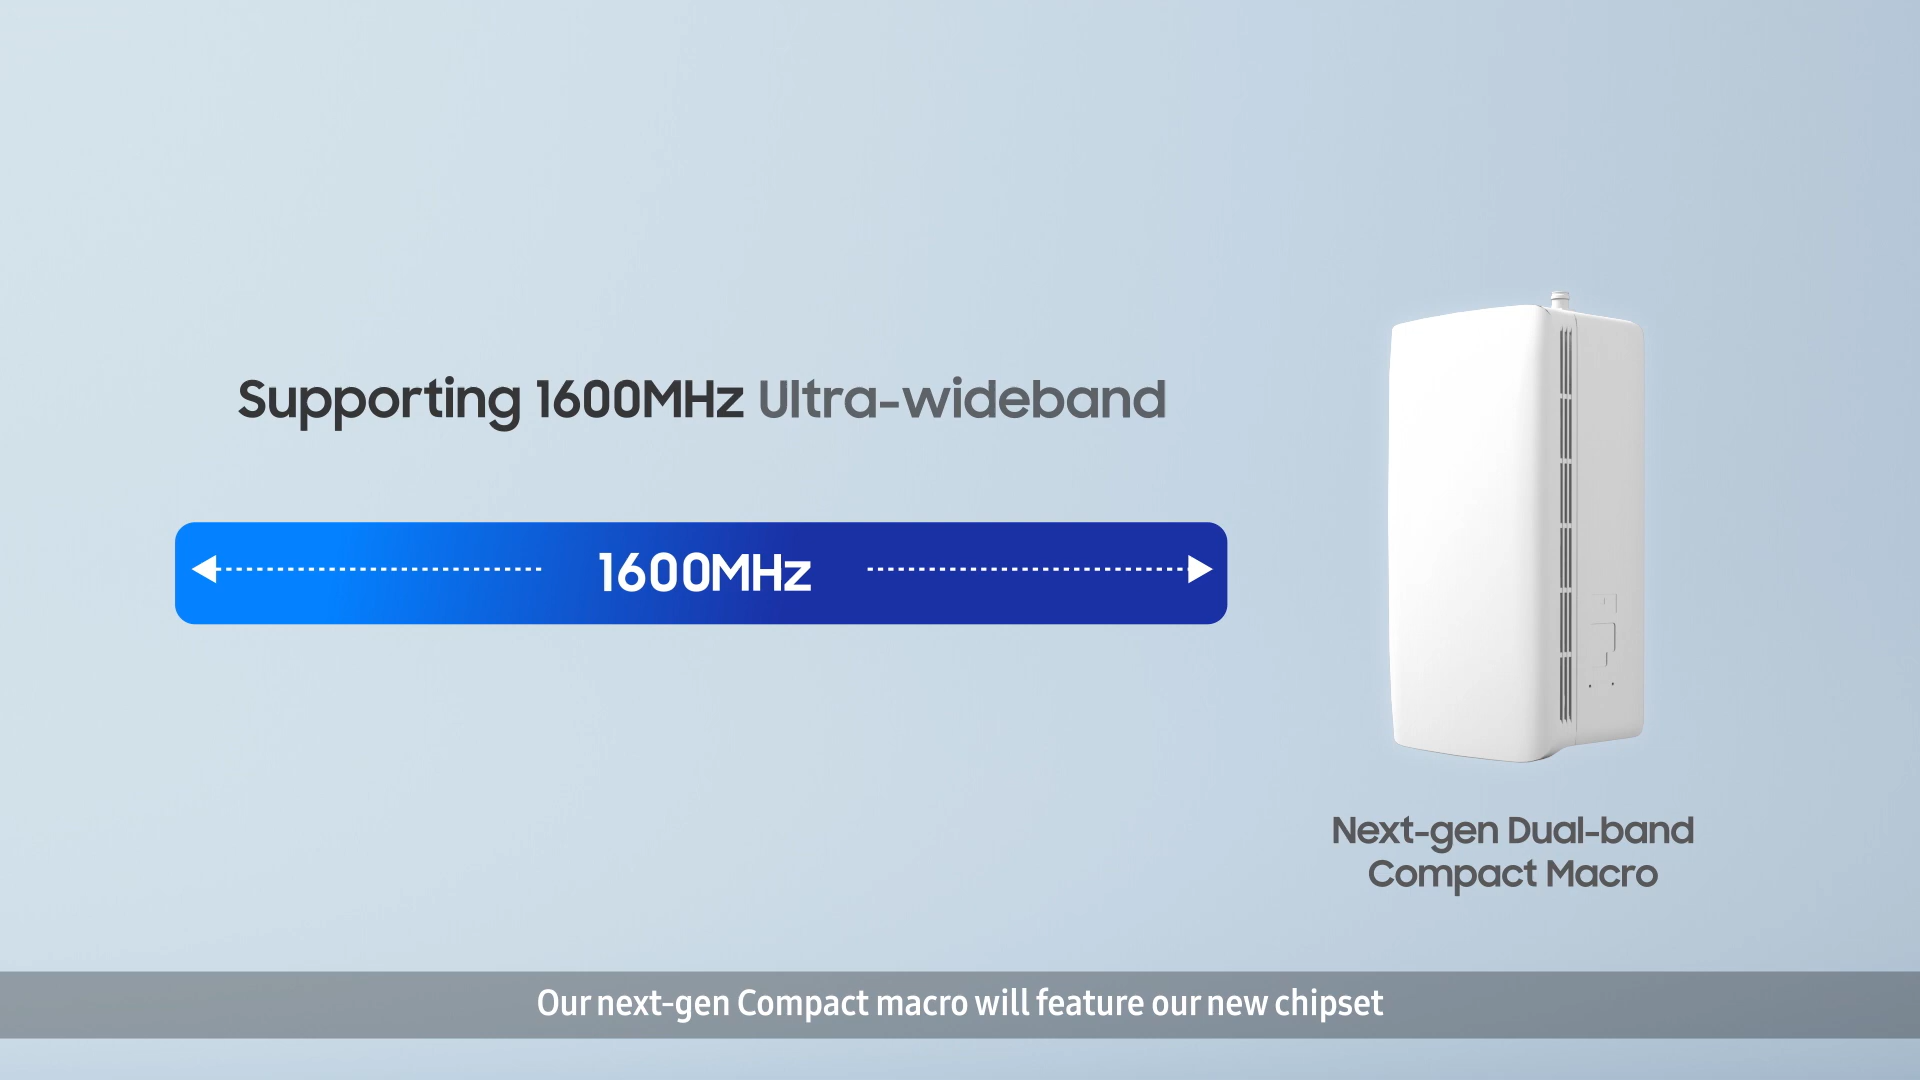 Supporting 1600MHz Ultra-wideband
1600MHz
Next-gen Dual-band
Compact Macro
Our next-gen Compact macro will feature our new chipset